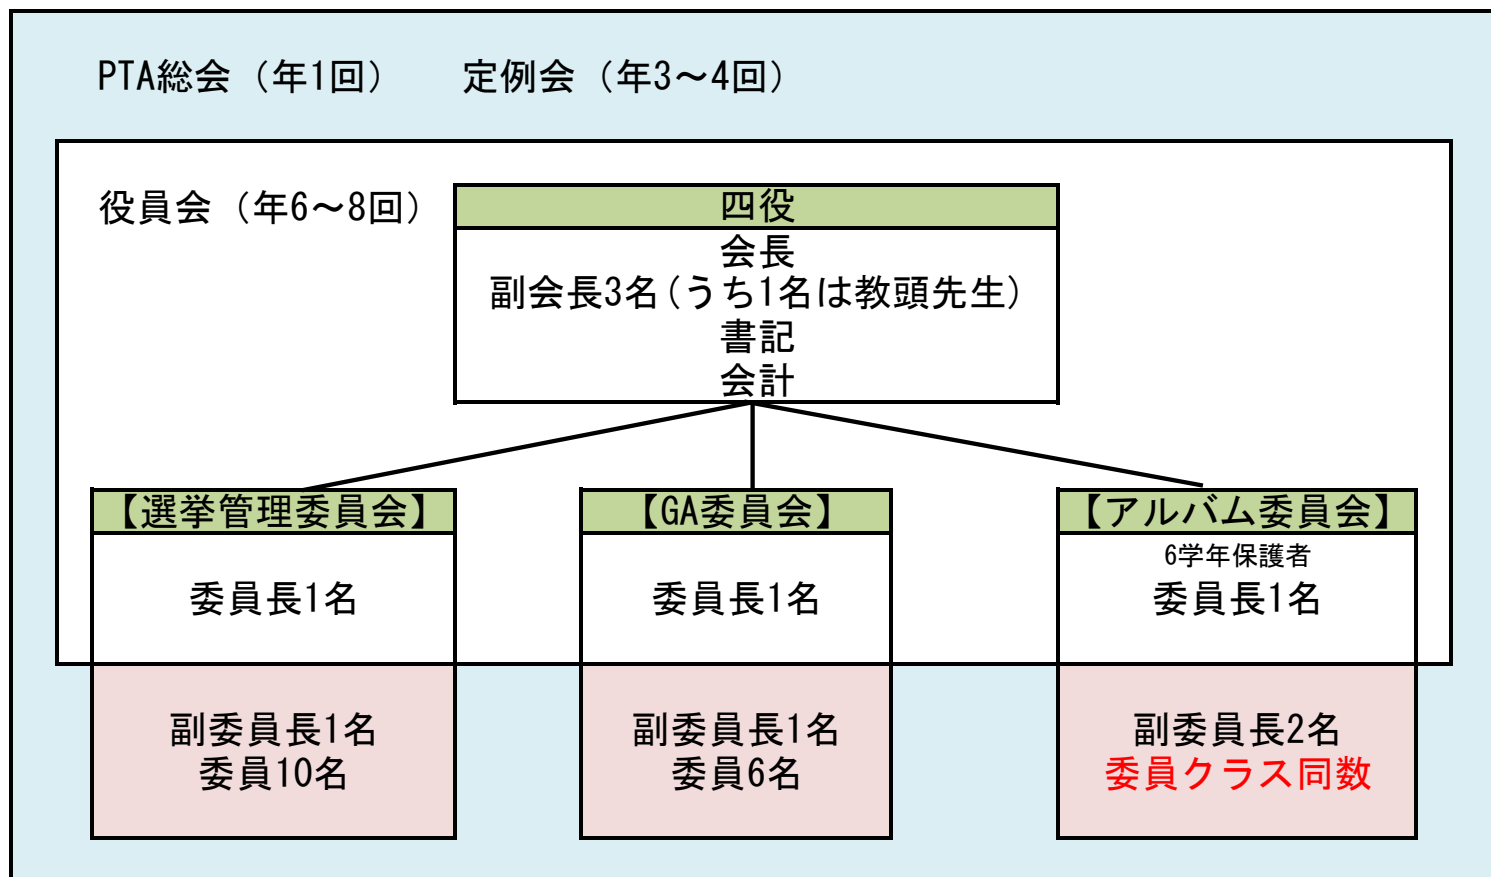 PTA総会（年1回）　　定例会（年3～4回）
役員会（年6～8回）
四役
会長
副会長3名(うち1名は教頭先生)
書記
会計
【選挙管理委員会】
委員長1名
副委員長1名
委員10名
【GA委員会】
委員長1名
副委員長1名
委員6名
【アルバム委員会】
6学年保護者
委員長1名
副委員長2名
委員クラス同数